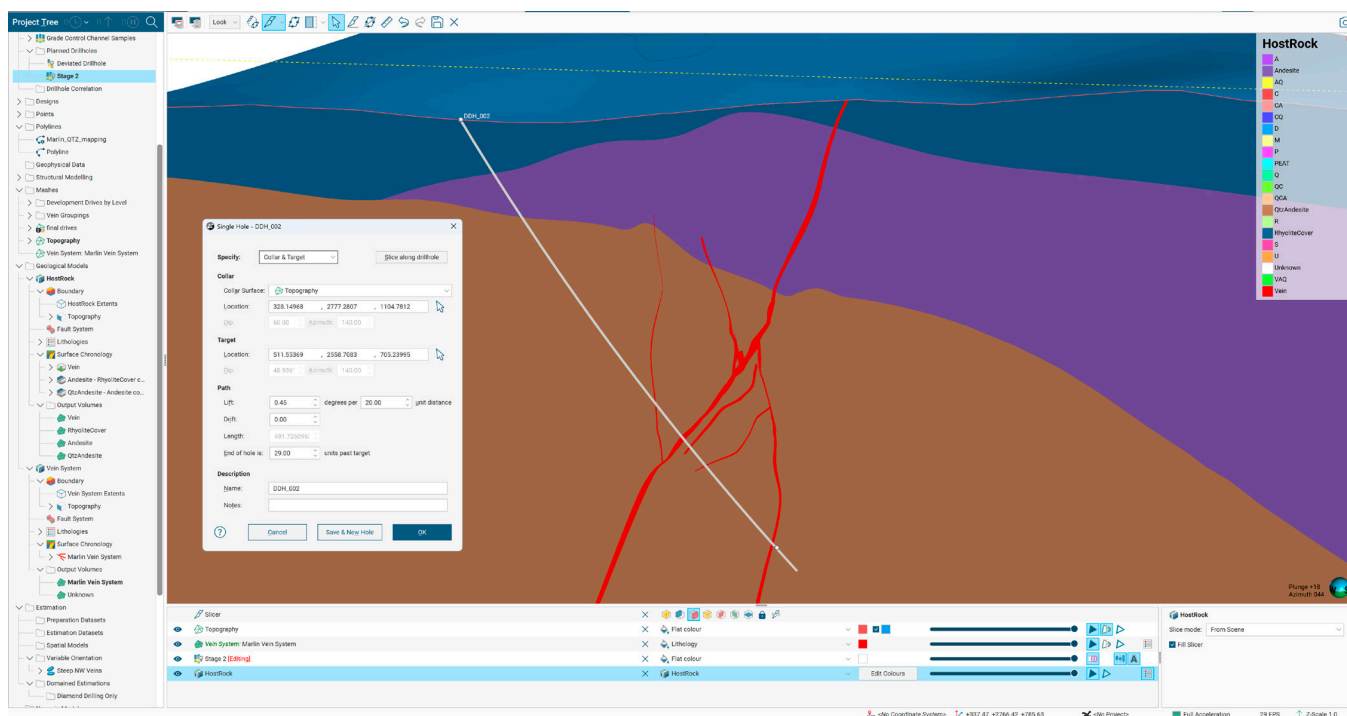 Project Tree
Look
Grade Control Channel Samples
Planned Drillholes
Deviated Drillhole
Stage 2
Drillhole Correlation
Designs
Points
Polylines
Marlin_QTZ_mapping
Polyline
Geophysical Data
Structural Modelling
Meshes
Development Drives by Level
Vein Groupings
final drives
Topography
Vein System: Marlin Vein System
Geological Models
HostRock
Boundary
HostRock Extents
Topography
Fault System
Lithologies
Surface Chronology
Vein
Andesite - RhyoliteCover c...
QtzAndesite - Andesite co...
Output Volumes
Vein
RhyoliteCover
Andesite
QtzAndesite
Vein System
Boundary
Vein System Extents
Topography
Fault System
Lithologies
Surface Chronology
Marlin Vein System
Output Volumes
Marlin Vein System
Unknown
Estimation
Preparation Datasets
Estimation Datasets
Spatial Models
Variable Orientation
Steep NW Veins
Domained Estimations
Diamond Drilling Only
DDH_002
Single Hole - DDH_002
Specify: Collar & Target Slice along drillhole
Collar
Collar Surface: Topography
Location: 328.14968 , 2777.2807 , 1104.7812
Dip: 60.00 Azimuth: 140.00
Target
Location: 511.55369 , 2558.7083 , 705.23995
Dip: Azimuth: 140.00
Path
Lift: 0.45 degrees per 20.00 unit distance
Drift: 0.00
Length:
End of hole is: 29.00 units past target
Description
Name: DDH_002
Notes:
Cancel Save & New Hole OK
HostRock
A
Andesite
AQ
C
CA
CQ
D
M
P
PEAT
Q
QC
QCA
QtzAndesite
R
RhyoliteCover
S
U
Unknown
VAQ
Vein
Plunge +18
Azimuth 044
Slicer
Topography Flat colour
Vein System: Marlin Vein System Lithology
Stage 2 [Editing] Flat colour
HostRock HostRock Edit Colours
HostRock
Slice mode: From Scene
Fill Slicer
<No Coordinate System> +337.47 +2766.42 +785.63 <No Project> Full Acceleration 29 FPS Z-Scale 1.0